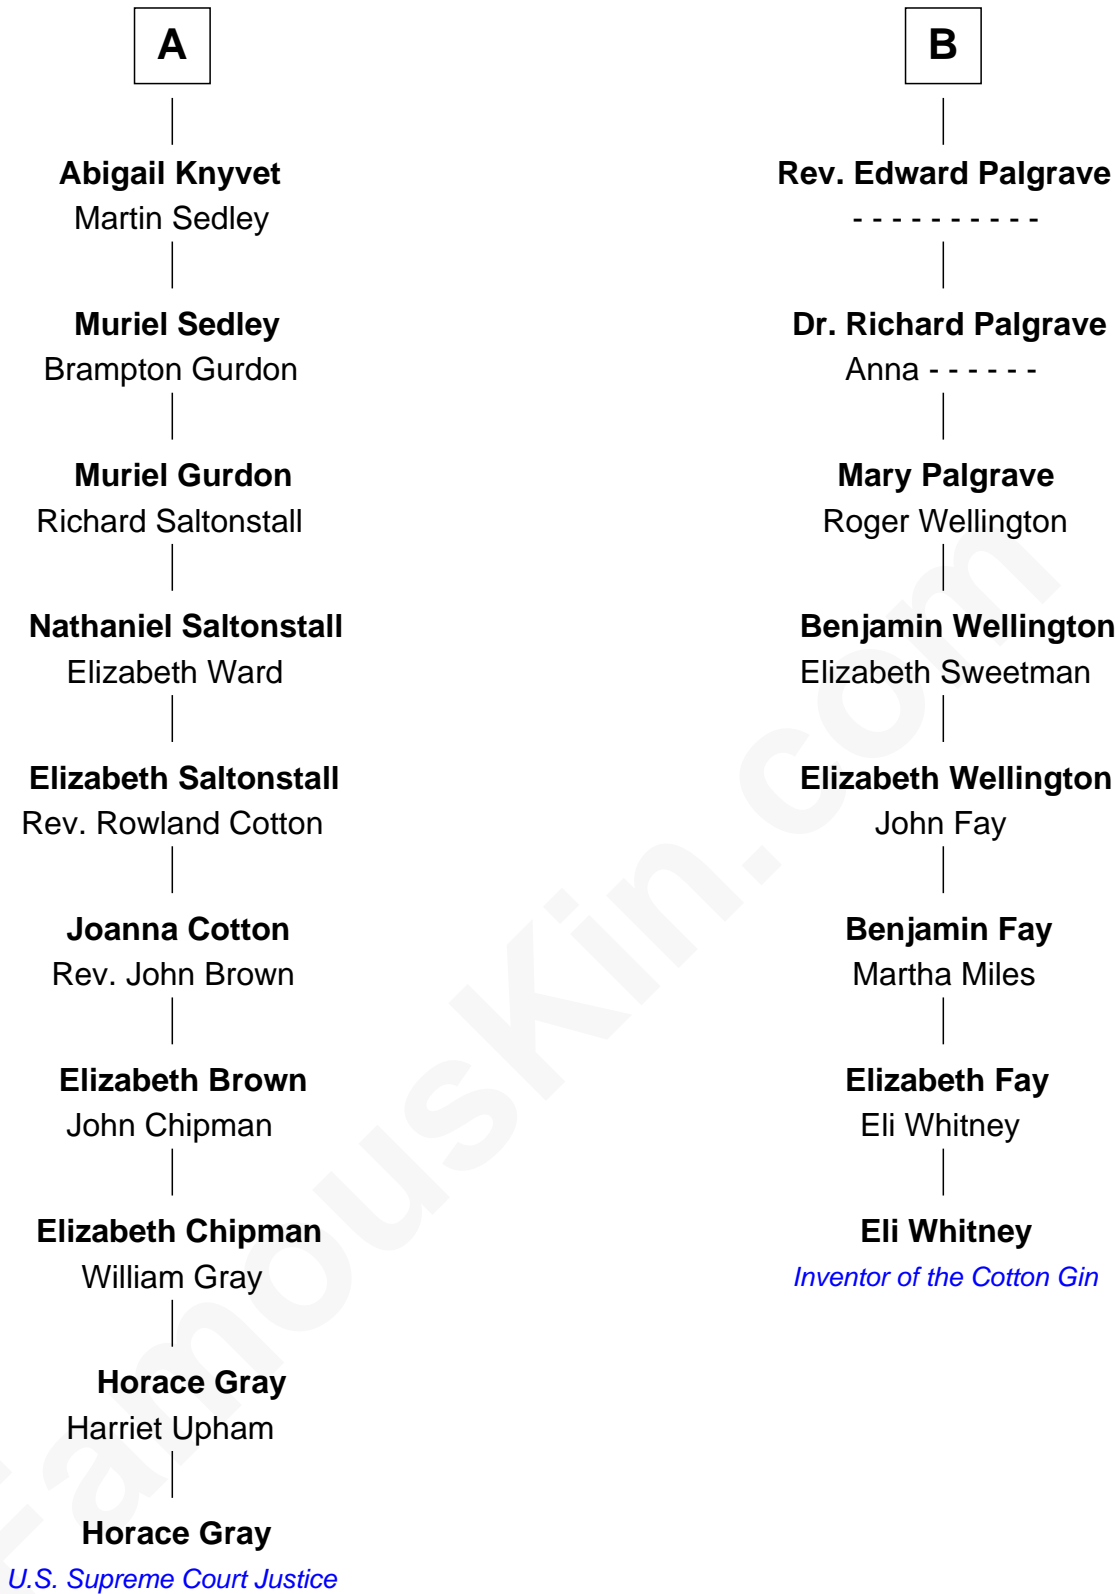 A
Abigail Knyvet
Martin Sedley
Muriel Sedley
Brampton Gurdon
Muriel Gurdon
Richard Saltonstall
Nathaniel Saltonstall
Elizabeth Ward
Elizabeth Saltonstall
Rev. Rowland Cotton
Joanna Cotton
Rev. John Brown
Elizabeth Brown
John Chipman
Elizabeth Chipman
William Gray
Horace Gray
Harriet Upham
Horace Gray
U.S. Supreme Court Justice
B
Rev. Edward Palgrave
- - - - - - - - - -
Dr. Richard Palgrave
Anna - - - - - -
Mary Palgrave
Roger Wellington
Benjamin Wellington
Elizabeth Sweetman
Elizabeth Wellington
John Fay
Benjamin Fay
Martha Miles
Elizabeth Fay
Eli Whitney
Eli Whitney
Inventor of the Cotton Gin
FamousKin.com